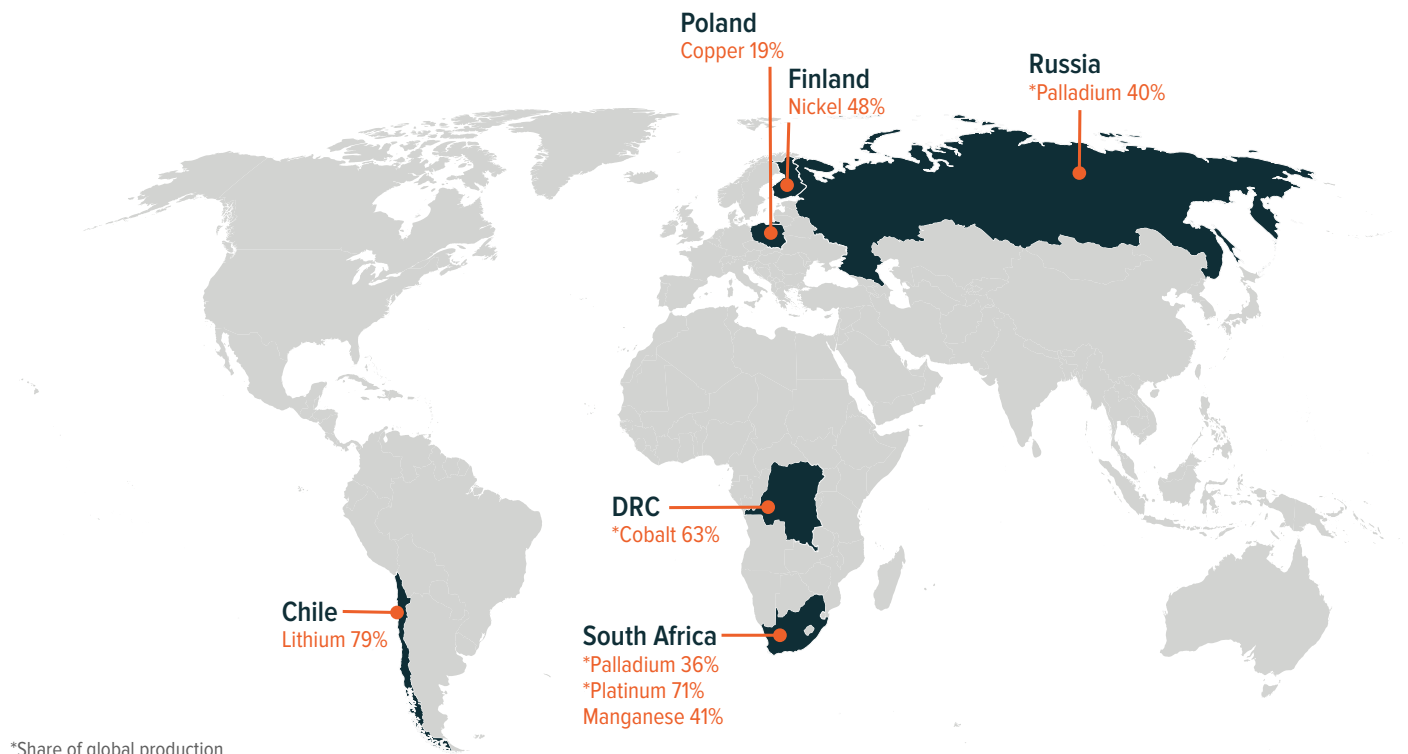 Poland
Copper 19%
Finland
Nickel 48%
Russia
*Palladium 40%
DRC
*Cobalt 63%
Chile
Lithium 79%
South Africa
*Palladium 36%
*Platinum 71%
Manganese 41%
*Share of global production